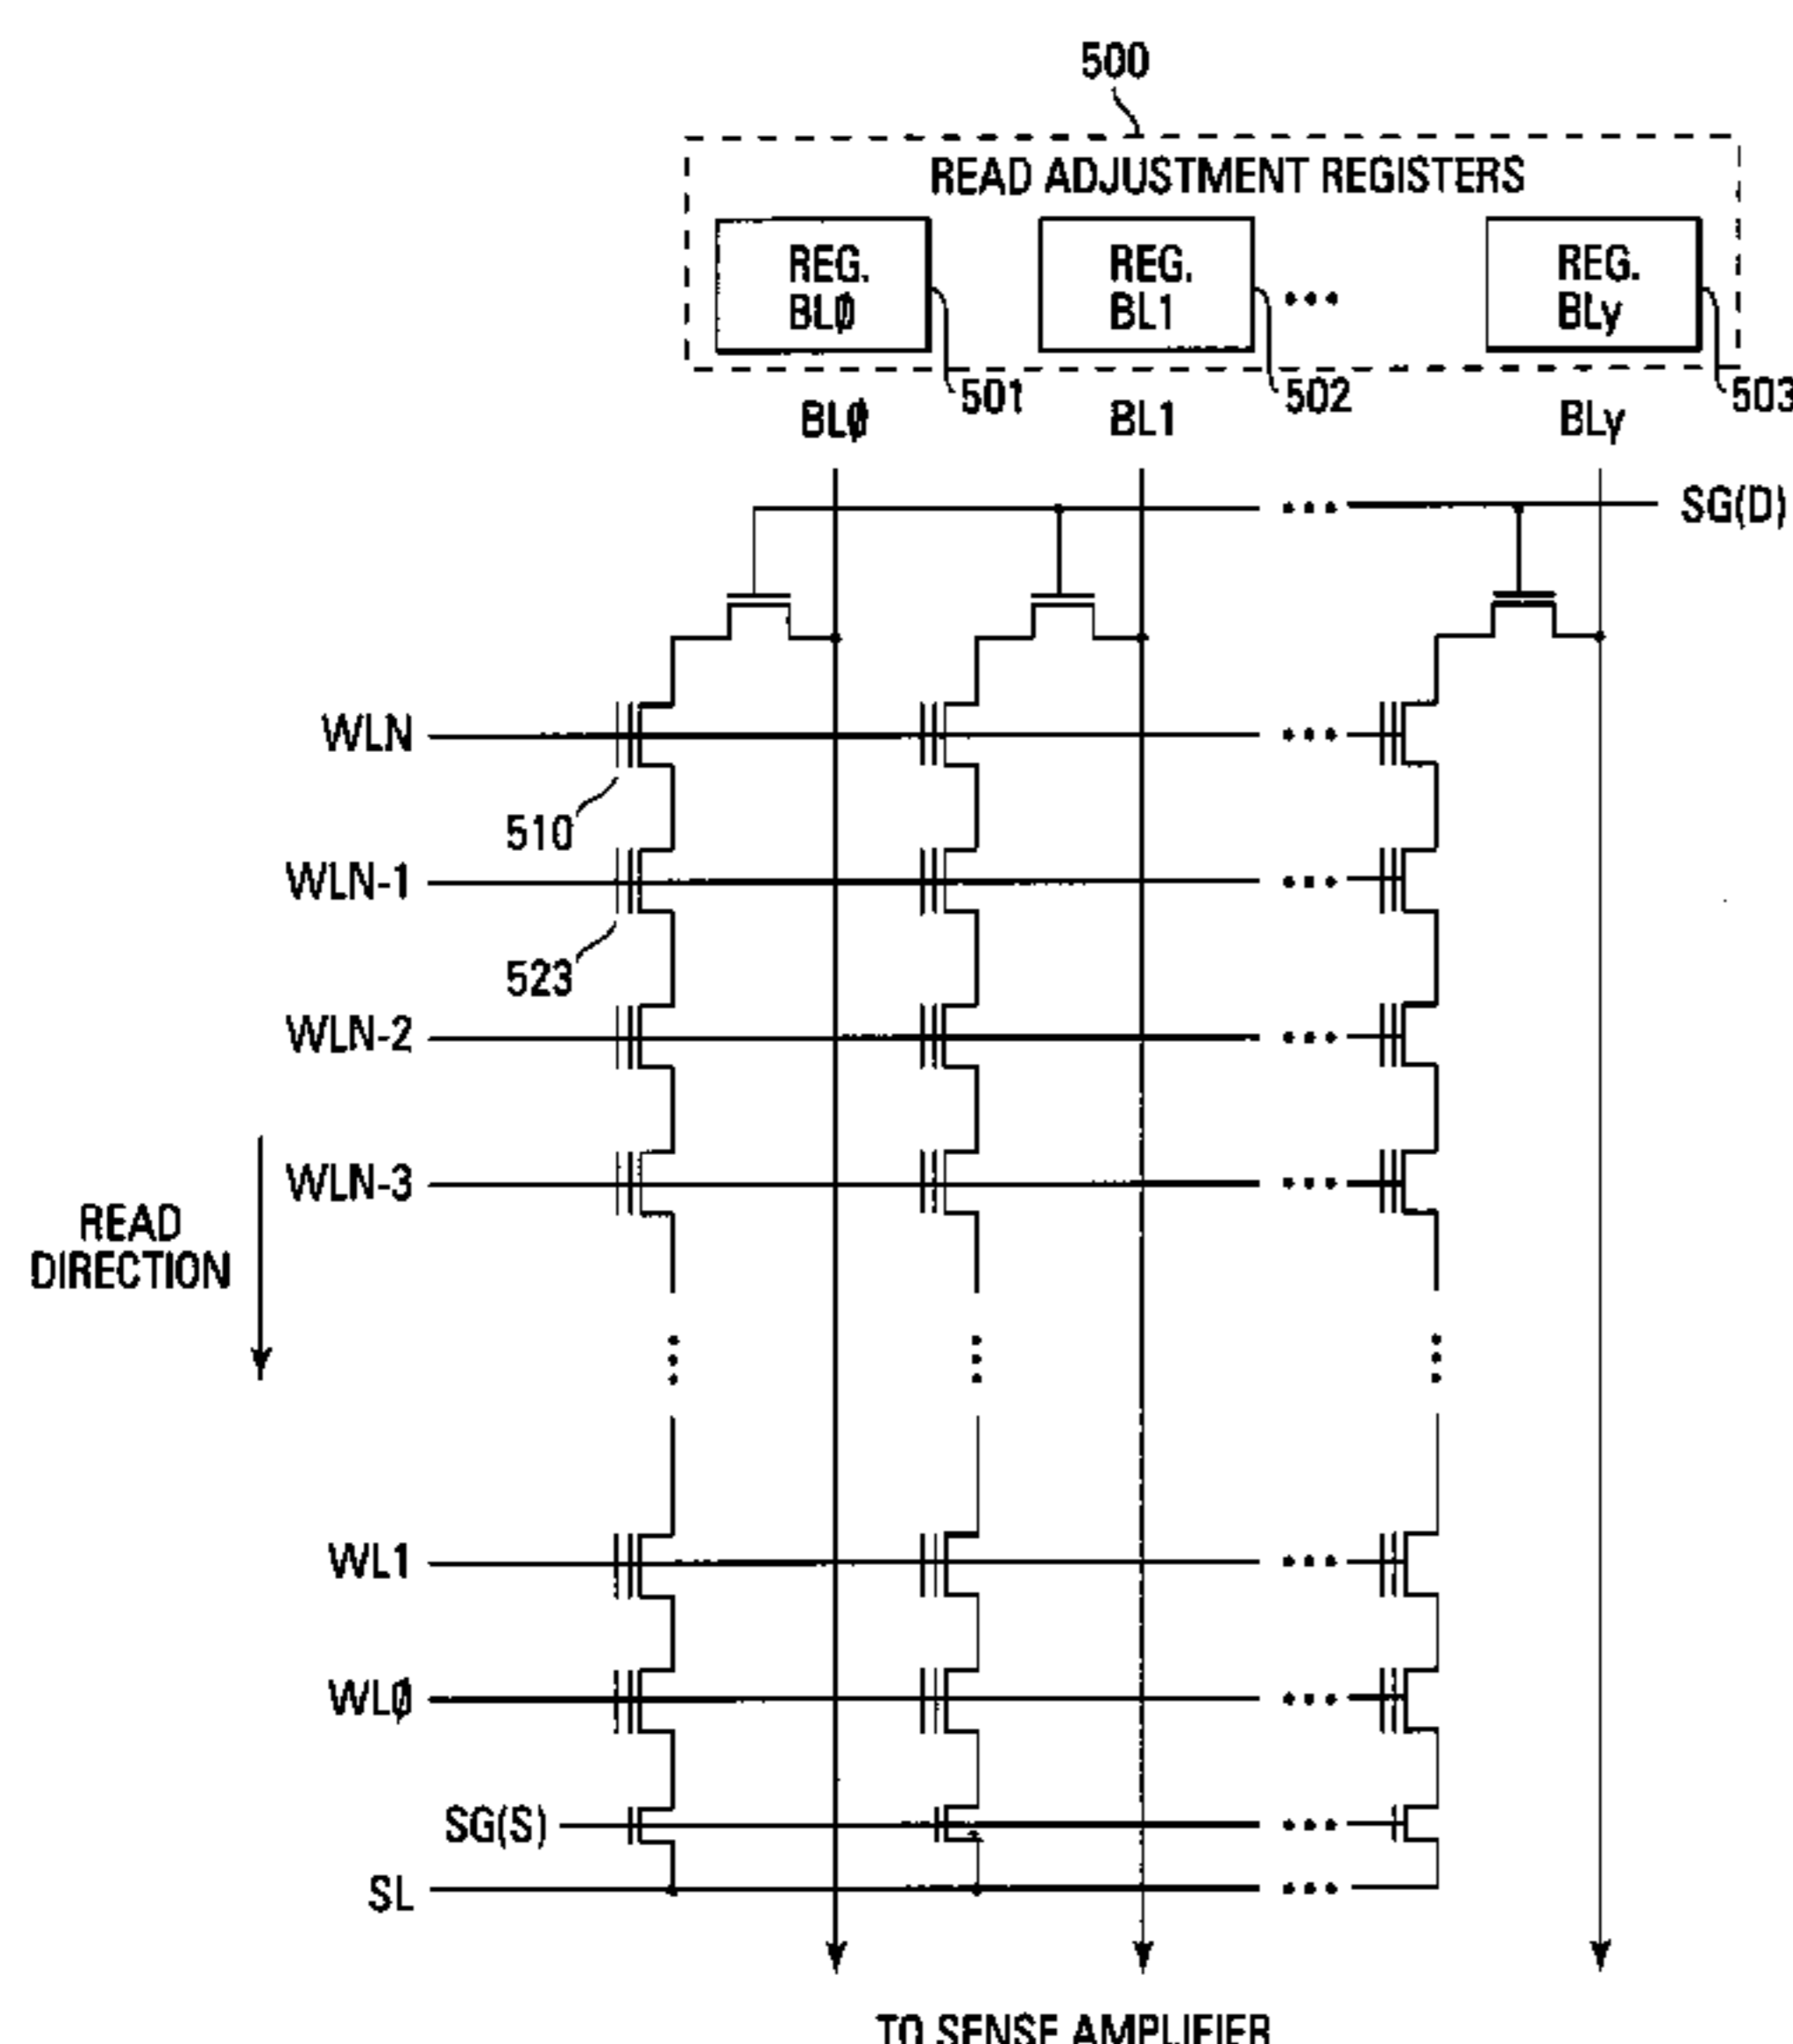 500
READ ADJUSTMENT REGISTERS
REG.
BLØ
REG.
BL1
REG.
BLy
501
502
503
BLØ
BL1
BLy
SG(D)
WLN
510
WLN-1
523
WLN-2
WLN-3
READ
DIRECTION
WL1
WLØ
SG(S)
SL
TO SENSE AMPLIFIER